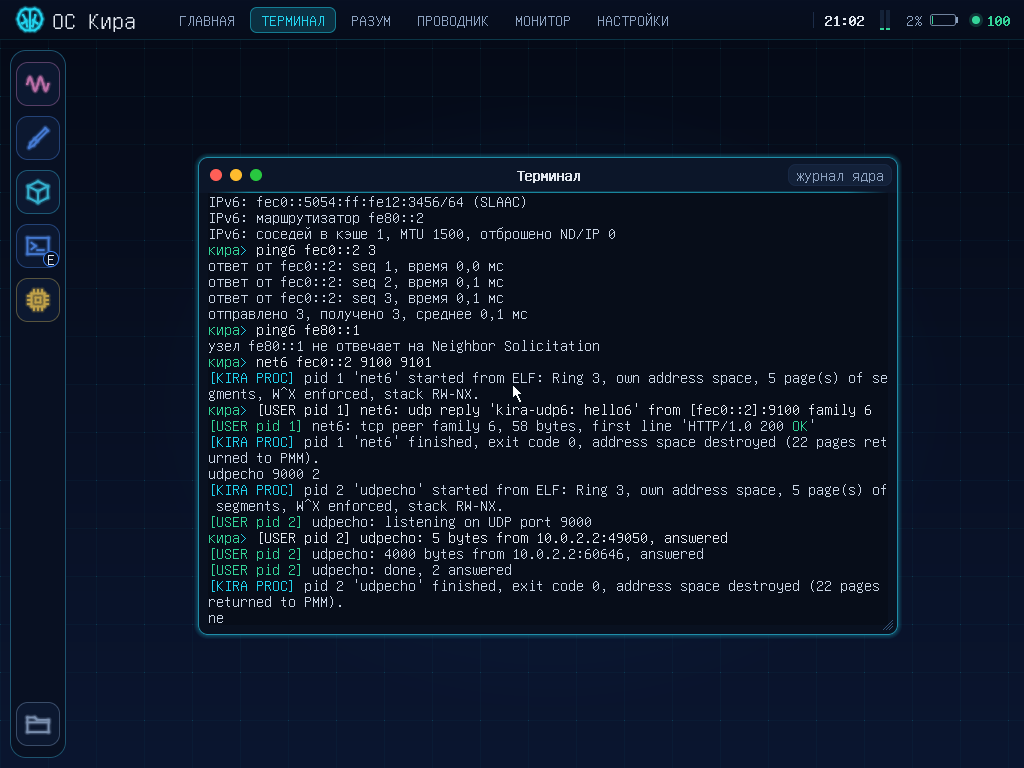 ОС Кира
ГЛАВНАЯ
ТЕРМИНАЛ
РАЗУМ
ПРОВОДНИК
МОНИТОР
НАСТРОЙКИ
21:02
2%
100
E
Терминал
журнал ядра
IPv6: fec0::5054:ff:fe12:3456/64 (SLAAC)
IPv6: маршрутизатор fe80::2
IPv6: соседей в кэше 1, MTU 1500, отброшено ND/IP 0
кира> ping6 fec0::2 3
ответ от fec0::2: seq 1, время 0,0 мс
ответ от fec0::2: seq 2, время 0,1 мс
ответ от fec0::2: seq 3, время 0,1 мс
отправлено 3, получено 3, среднее 0,1 мс
кира> ping6 fe80::1
узел fe80::1 не отвечает на Neighbor Solicitation
кира> net6 fec0::2 9100 9101
[KIRA PROC] pid 1 'net6' started from ELF: Ring 3, own address space, 5 page(s) of se
gments, W^X enforced, stack RW-NX.
кира> [USER pid 1] net6: udp reply 'kira-udp6: hello6' from [fec0::2]:9100 family 6
[USER pid 1] net6: tcp peer family 6, 58 bytes, first line 'HTTP/1.0 200 OK'
[KIRA PROC] pid 1 'net6' finished, exit code 0, address space destroyed (22 pages ret
urned to PMM).
udpecho 9000 2
[KIRA PROC] pid 2 'udpecho' started from ELF: Ring 3, own address space, 5 page(s) of
segments, W^X enforced, stack RW-NX.
[USER pid 2] udpecho: listening on UDP port 9000
кира> [USER pid 2] udpecho: 5 bytes from 10.0.2.2:49050, answered
[USER pid 2] udpecho: 4000 bytes from 10.0.2.2:60646, answered
[USER pid 2] udpecho: done, 2 answered
[KIRA PROC] pid 2 'udpecho' finished, exit code 0, address space destroyed (22 pages
returned to PMM).
ne